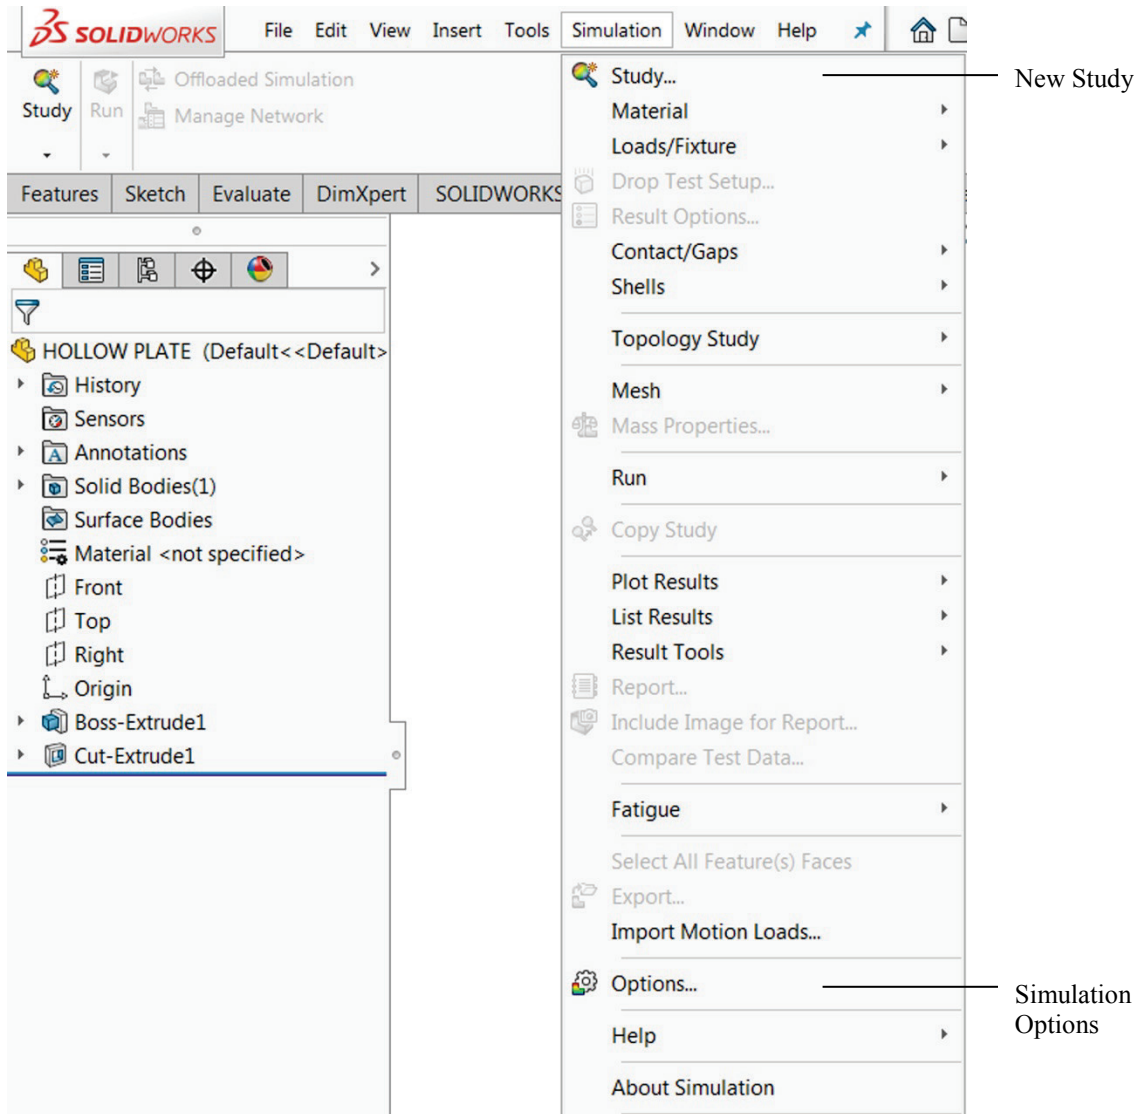 SOLIDWORKS File Edit View Insert Tools Simulation Window Help
Study
Run
Offloaded Simulation
Manage Netwo
Features Sketch Evaluate DimXpert SOLIDWORKS
HOLLOW PLATE (Default<<Default>
History
Sensors
Annotations
Solid Bodies(1)
Surface Bodies
Material <not specified>
Front
Top
Right
Origin
Boss-Extrude1
Cut-Extrude1
Study...
Material
Loads/Fixture
Drop Test Setup...
Result Options...
Contact/Gaps
Shells
Topology Study
Mesh
Mass Properties...
Run
Copy Study
Plot Results
List Results
Result Tools
Report...
Include Image for Report...
Compare Test Data...
Fatigue
Select All Feature(s) Faces
Export...
Import Motion Loads...
Options...
Help
About Simulation
New Study
Simulation
Options